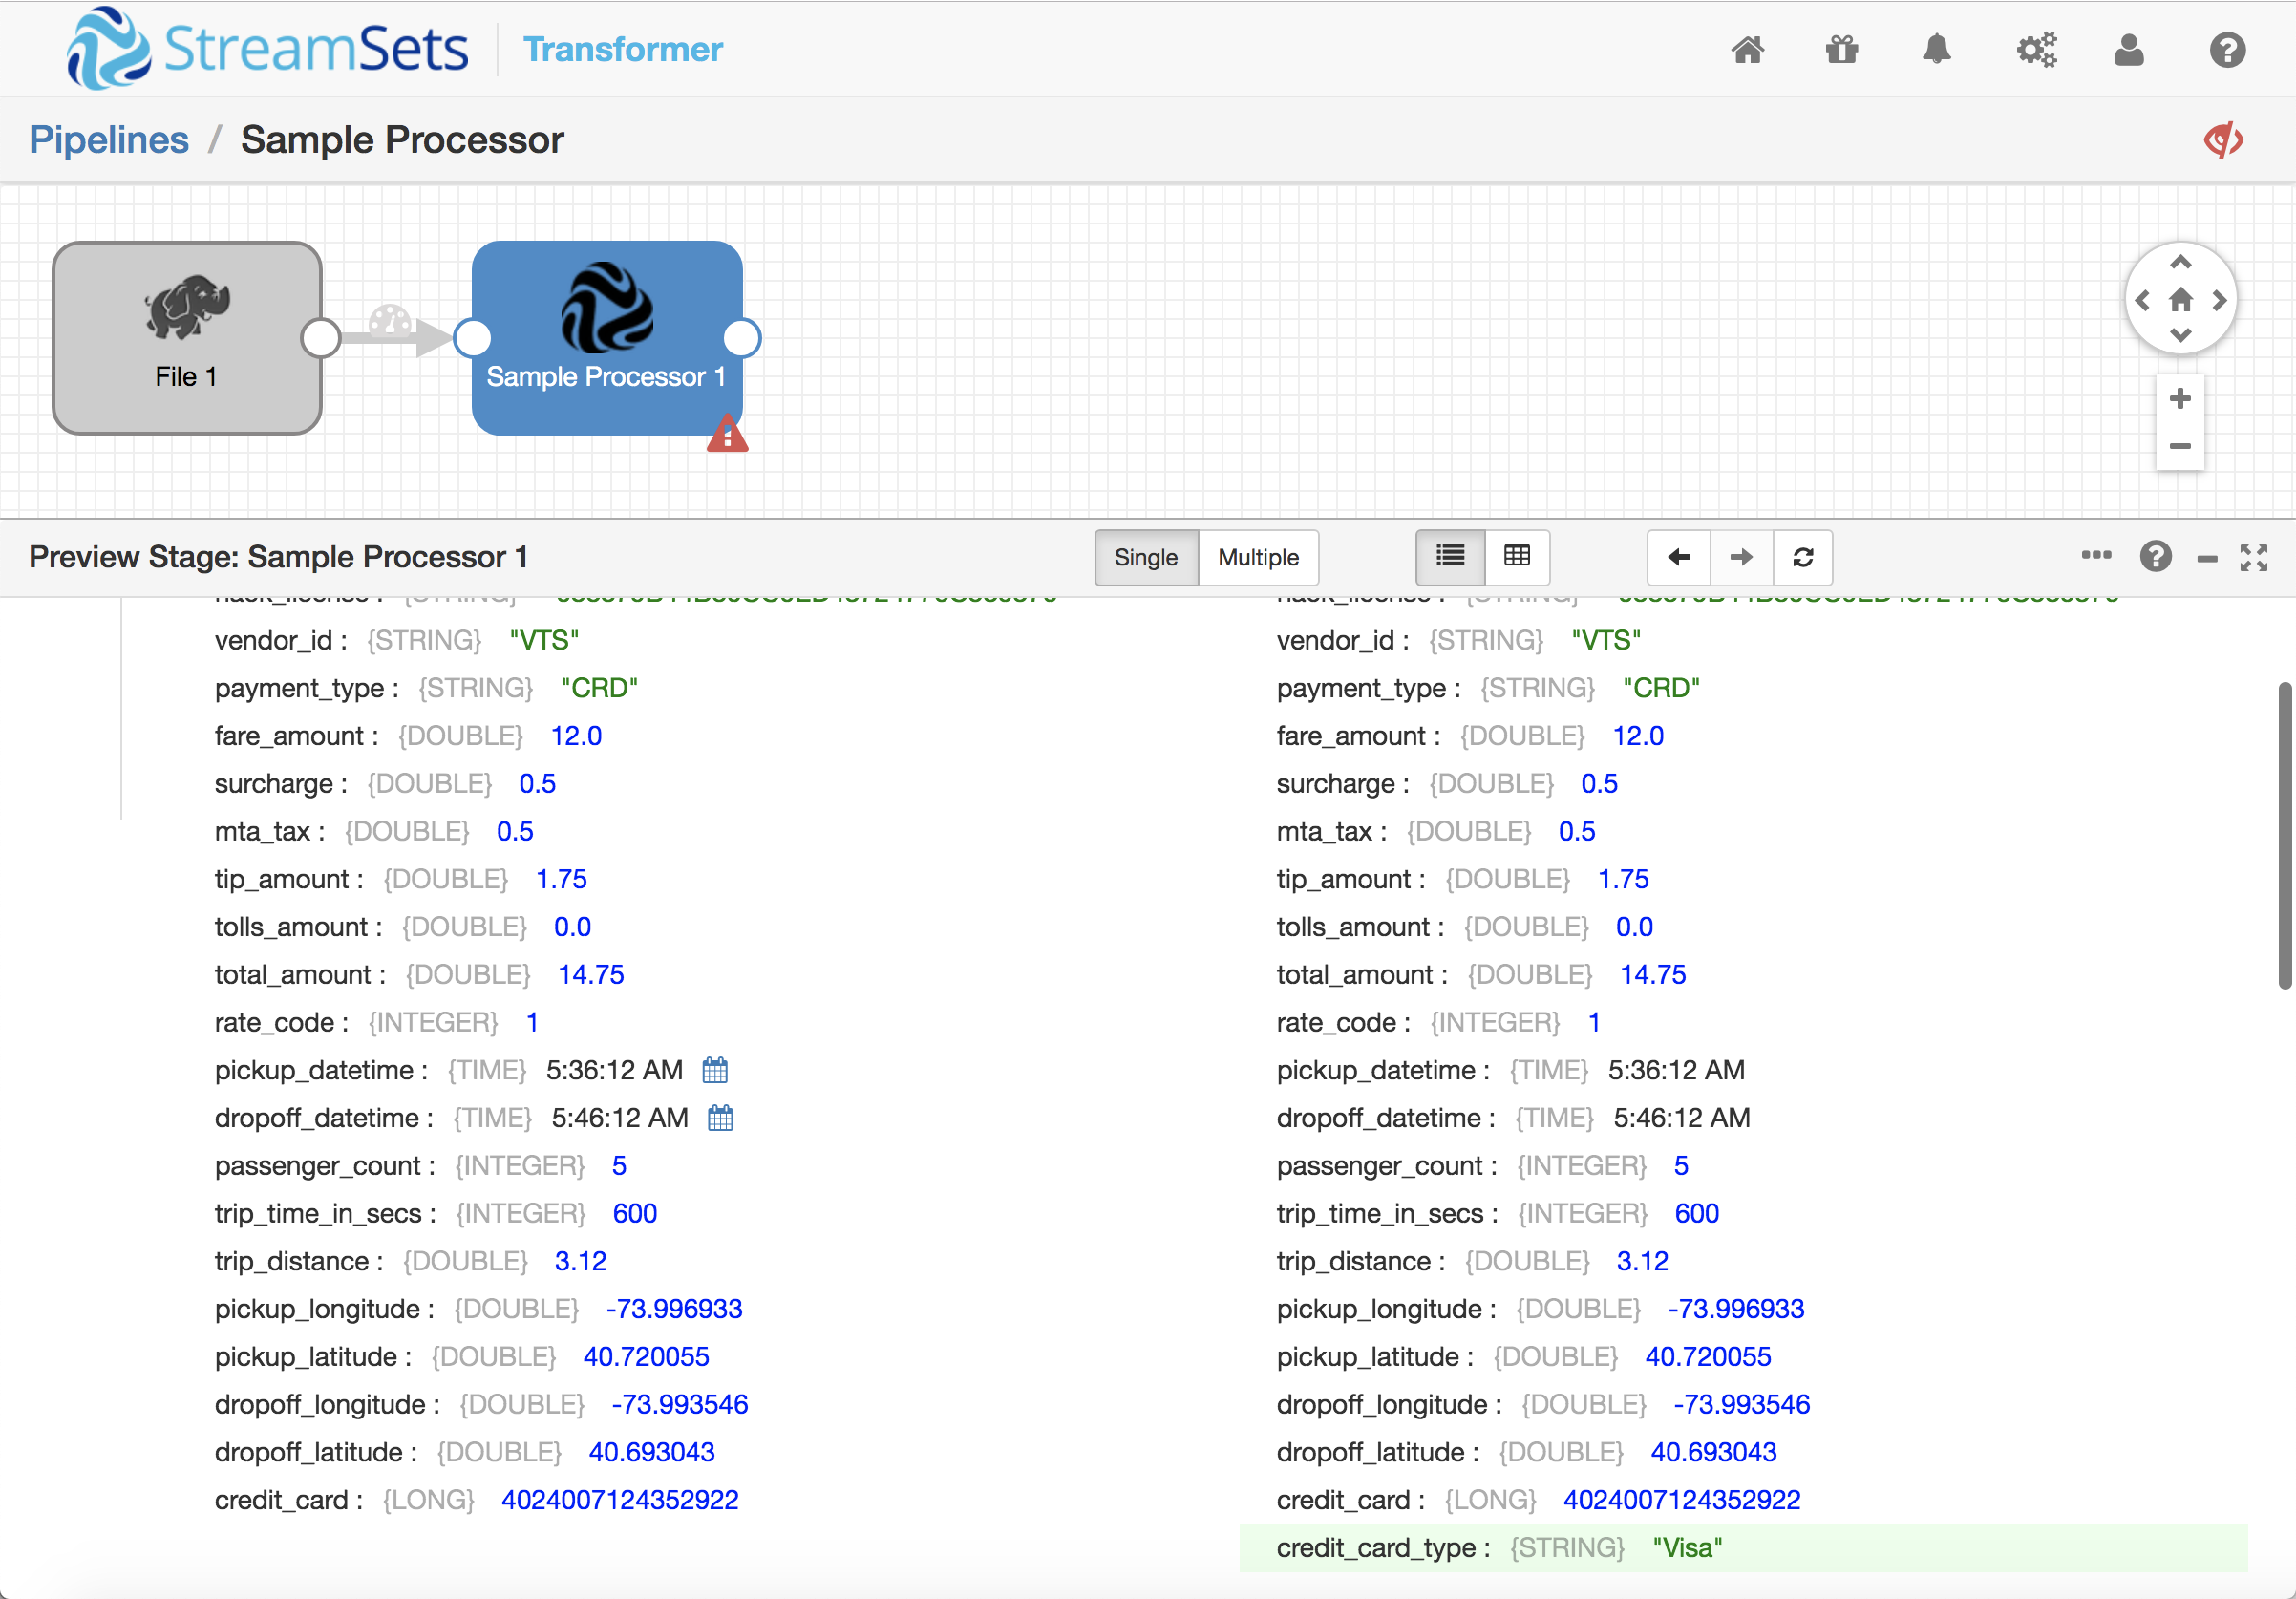 StreamSets Transformer
Pipelines / Sample Processor
File 1
Sample Processor 1
Preview Stage: Sample Processor 1
Single
Multiple
vendor_id : {STRING} "VTS"
payment_type : {STRING} "CRD"
fare_amount : {DOUBLE} 12.0
surcharge : {DOUBLE} 0.5
mta_tax : {DOUBLE} 0.5
tip_amount : {DOUBLE} 1.75
tolls_amount : {DOUBLE} 0.0
total_amount : {DOUBLE} 14.75
rate_code : {INTEGER} 1
pickup_datetime : {TIME} 5:36:12 AM
dropoff_datetime : {TIME} 5:46:12 AM
passenger_count : {INTEGER} 5
trip_time_in_secs : {INTEGER} 600
trip_distance : {DOUBLE} 3.12
pickup_longitude : {DOUBLE} -73.996933
pickup_latitude : {DOUBLE} 40.720055
dropoff_longitude : {DOUBLE} -73.993546
dropoff_latitude : {DOUBLE} 40.693043
credit_card : {LONG} 4024007124352922
vendor_id : {STRING} "VTS"
payment_type : {STRING} "CRD"
fare_amount : {DOUBLE} 12.0
surcharge : {DOUBLE} 0.5
mta_tax : {DOUBLE} 0.5
tip_amount : {DOUBLE} 1.75
tolls_amount : {DOUBLE} 0.0
total_amount : {DOUBLE} 14.75
rate_code : {INTEGER} 1
pickup_datetime : {TIME} 5:36:12 AM
dropoff_datetime : {TIME} 5:46:12 AM
passenger_count : {INTEGER} 5
trip_time_in_secs : {INTEGER} 600
trip_distance : {DOUBLE} 3.12
pickup_longitude : {DOUBLE} -73.996933
pickup_latitude : {DOUBLE} 40.720055
dropoff_longitude : {DOUBLE} -73.993546
dropoff_latitude : {DOUBLE} 40.693043
credit_card : {LONG} 4024007124352922
credit_card_type : {STRING} "Visa"